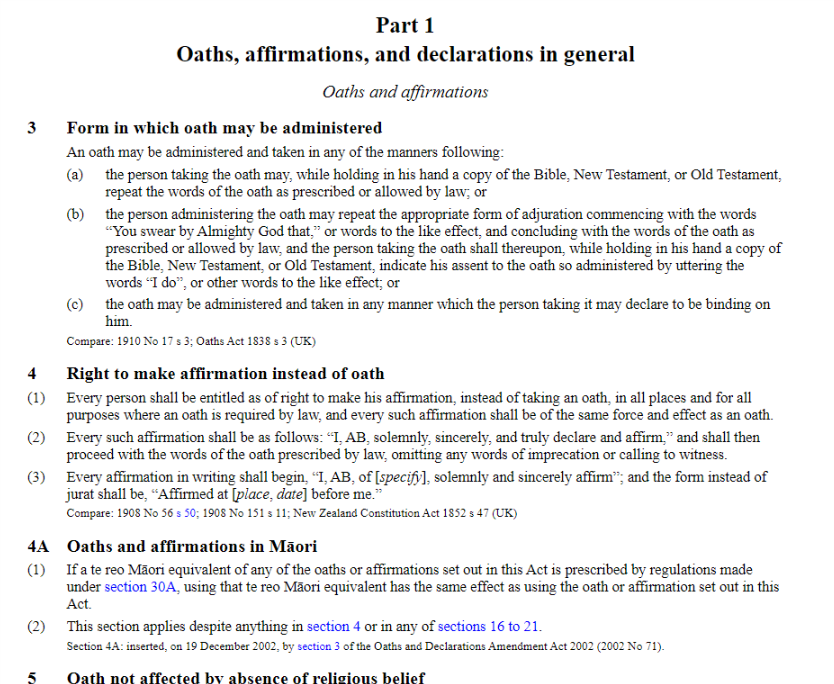 Part 1
Oaths, affirmations, and declarations in general
Oaths and affirmations
3 Form in which oath may be administered
An oath may be administered and taken in any of the manners following:
(a) the person taking the oath may, while holding in his hand a copy of the Bible, New Testament, or Old Testament,
repeat the words of the oath as prescribed or allowed by law; or
(b) the person administering the oath may repeat the appropriate form of adjuration commencing with the words
“You swear by Almighty God that,” or words to the like effect, and concluding with the words of the oath as
prescribed or allowed by law, and the person taking the oath shall thereupon, while holding in his hand a copy of
the Bible, New Testament, or Old Testament, indicate his assent to the oath so administered by uttering the
words “I do”, or other words to the like effect; or
(c) the oath may be administered and taken in any manner which the person taking it may declare to be binding on
him.
Compare: 1910 No 17 s 3; Oaths Act 1838 s 3 (UK)
4 Right to make affirmation instead of oath
(1) Every person shall be entitled as of right to make his affirmation, instead of taking an oath, in all places and for all
purposes where an oath is required by law, and every such affirmation shall be of the same force and effect as an oath.
(2) Every such affirmation shall be as follows: “I, AB, solemnly, sincerely, and truly declare and affirm,” and shall then
proceed with the words of the oath prescribed by law, omitting any words of imprecation or calling to witness.
(3) Every affirmation in writing shall begin, “I, AB, of [specify], solemnly and sincerely affirm”; and the form instead of
jurat shall be, “Affirmed at [place, date] before me.”
Compare: 1908 No 56 s 50; 1908 No 151 s 11; New Zealand Constitution Act 1852 s 47 (UK)
4A Oaths and affirmations in Māori
(1) If a te reo Māori equivalent of any of the oaths or affirmations set out in this Act is prescribed by regulations made
under section 30A, using that te reo Māori equivalent has the same effect as using the oath or affirmation set out in this
Act.
(2) This section applies despite anything in section 4 or in any of sections 16 to 21.
Section 4A: inserted, on 19 December 2002, by section 3 of the Oaths and Declarations Amendment Act 2002 (2002 No 71).
5 Oath not affected by absence of religious belief